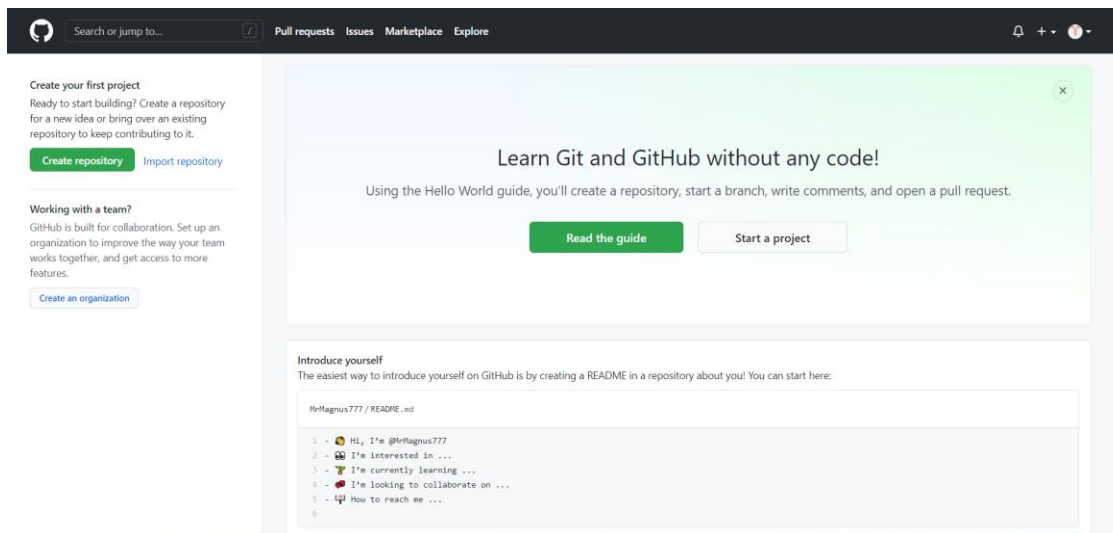 Search or jump to... /
Pull requests Issues Marketplace Explore
Create your first project
Ready to start building? Create a repository
for a new idea or bring over an existing
repository to keep contributing to it.
Create repository Import repository
Working with a team?
GitHub is built for collaboration. Set up an
organization to improve the way your team
works together, and get access to more
features.
Create an organization
Learn Git and GitHub without any code!
Using the Hello World guide, you'll create a repository, start a branch, write comments, and open a pull request.
Read the guide Start a project
Introduce yourself
The easiest way to introduce yourself on GitHub is by creating a README in a repository about you! You can start here:
MrMagnus777 / README.md
1 - 👋 Hi, I'm @MrMagnus777
2 - 👀 I'm interested in ...
3 - 🌱 I'm currently learning ...
4 - 💞️ I'm looking to collaborate on ...
5 - 📫 How to reach me ...
6